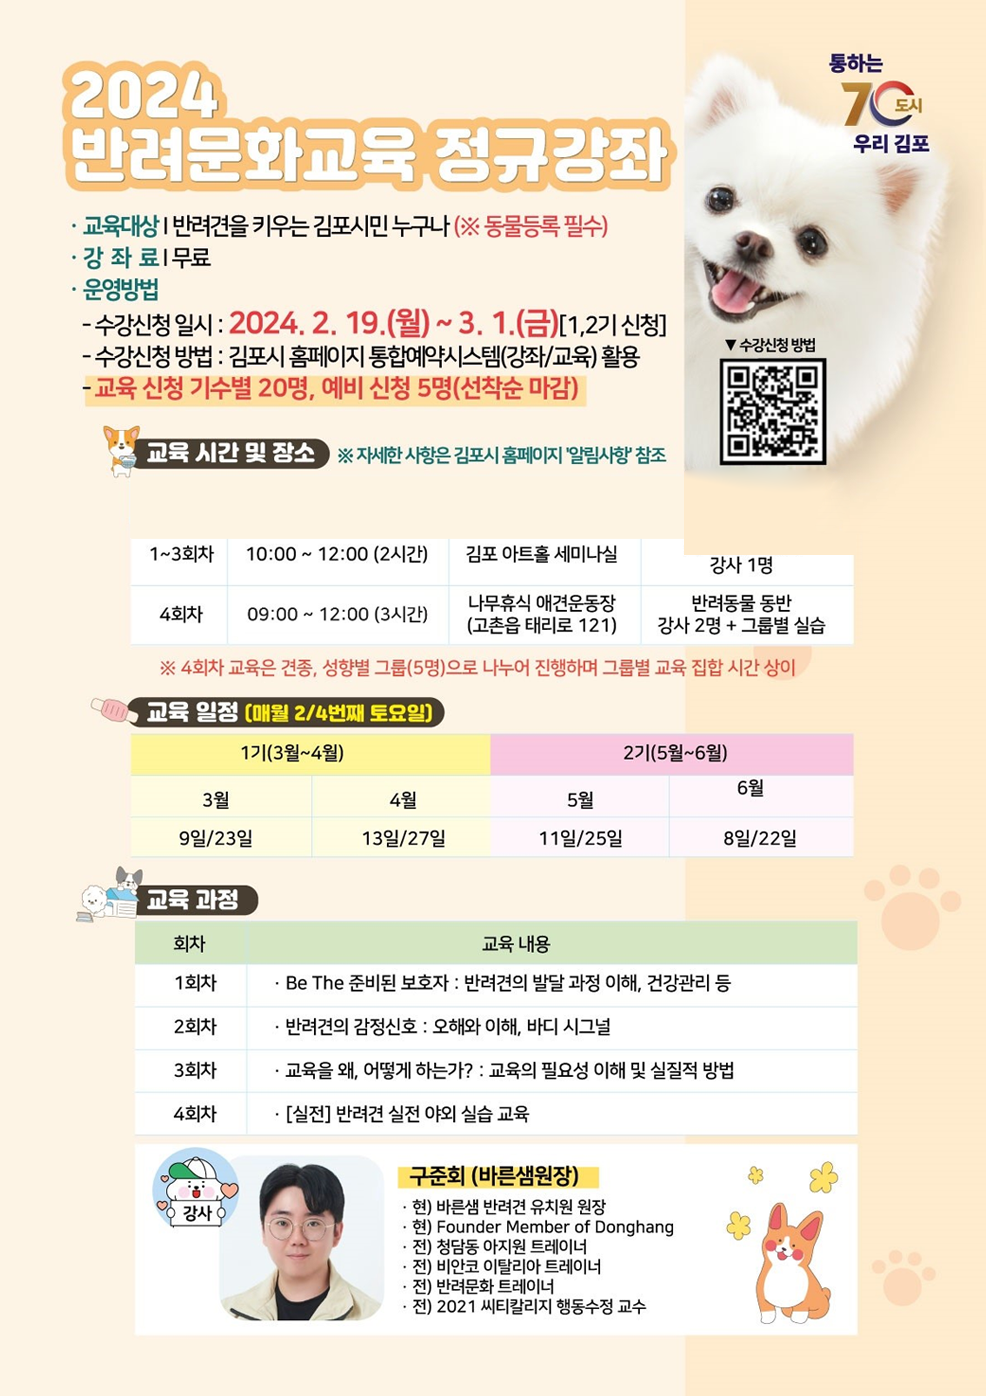 통하는
70 도시
우리 김포
2024
반려문화교육 정규강좌
· 교육대상 | 반려견을 키우는 김포시민 누구나 (※ 동물등록 필수)
· 강 좌 료 | 무료
· 운영방법
- 수강신청 일시 : 2024. 2. 19.(월) ~ 3. 1.(금)[1,2기 신청]
- 수강신청 방법 : 김포시 홈페이지 통합예약시스템(강좌/교육) 활용
- 교육 신청 기수별 20명, 예비 신청 5명(선착순 마감)
▼ 수강신청 방법
교육 시간 및 장소 ※ 자세한 사항은 김포시 홈페이지 '알림사항' 참조
1~3회차 10:00 ~ 12:00 (2시간) 김포 아트홀 세미나실 강사 1명
4회차 09:00 ~ 12:00 (3시간) 나무휴식 애견운동장 반려동물 동반
(고촌읍 태리로 121) 강사 2명 + 그룹별 실습
※ 4회차 교육은 견종, 성향별 그룹(5명)으로 나누어 진행하며 그룹별 교육 집합 시간 상이
교육 일정 (매월 2/4번째 토요일)
1기(3월~4월) 2기(5월~6월)
3월 4월 5월 6월
9일/23일 13일/27일 11일/25일 8일/22일
교육 과정
회차 교육 내용
1회차 · Be The 준비된 보호자 : 반려견의 발달 과정 이해, 건강관리 등
2회차 · 반려견의 감정신호 : 오해와 이해, 바디 시그널
3회차 · 교육을 왜, 어떻게 하는가? : 교육의 필요성 이해 및 실질적 방법
4회차 · [실전] 반려견 실전 야외 실습 교육
강사
구준회 (바른샘원장)
· 현) 바른샘 반려견 유치원 원장
· 현) Founder Member of Donghang
· 전) 청담동 아지원 트레이너
· 전) 비안코 이탈리아 트레이너
· 전) 반려문화 트레이너
· 전) 2021 씨티칼리지 행동수정 교수